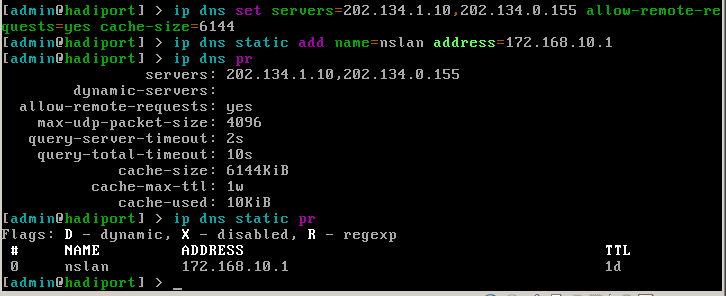 [admin@hadiport] > ip dns set servers=202.134.1.10,202.134.0.155 allow-remote-re
quests=yes cache-size=6144
[admin@hadiport] > ip dns static add name=nslan address=172.168.10.1
[admin@hadiport] > ip dns pr
servers: 202.134.1.10,202.134.0.155
dynamic-servers:
allow-remote-requests: yes
max-udp-packet-size: 4096
query-server-timeout: 2s
query-total-timeout: 10s
cache-size: 6144KiB
cache-max-ttl: 1w
cache-used: 10KiB
[admin@hadiport] > ip dns static pr
Flags: D - dynamic, X - disabled, R - regexp
# NAME ADDRESS TTL
0 nslan 172.168.10.1 1d
[admin@hadiport] > _